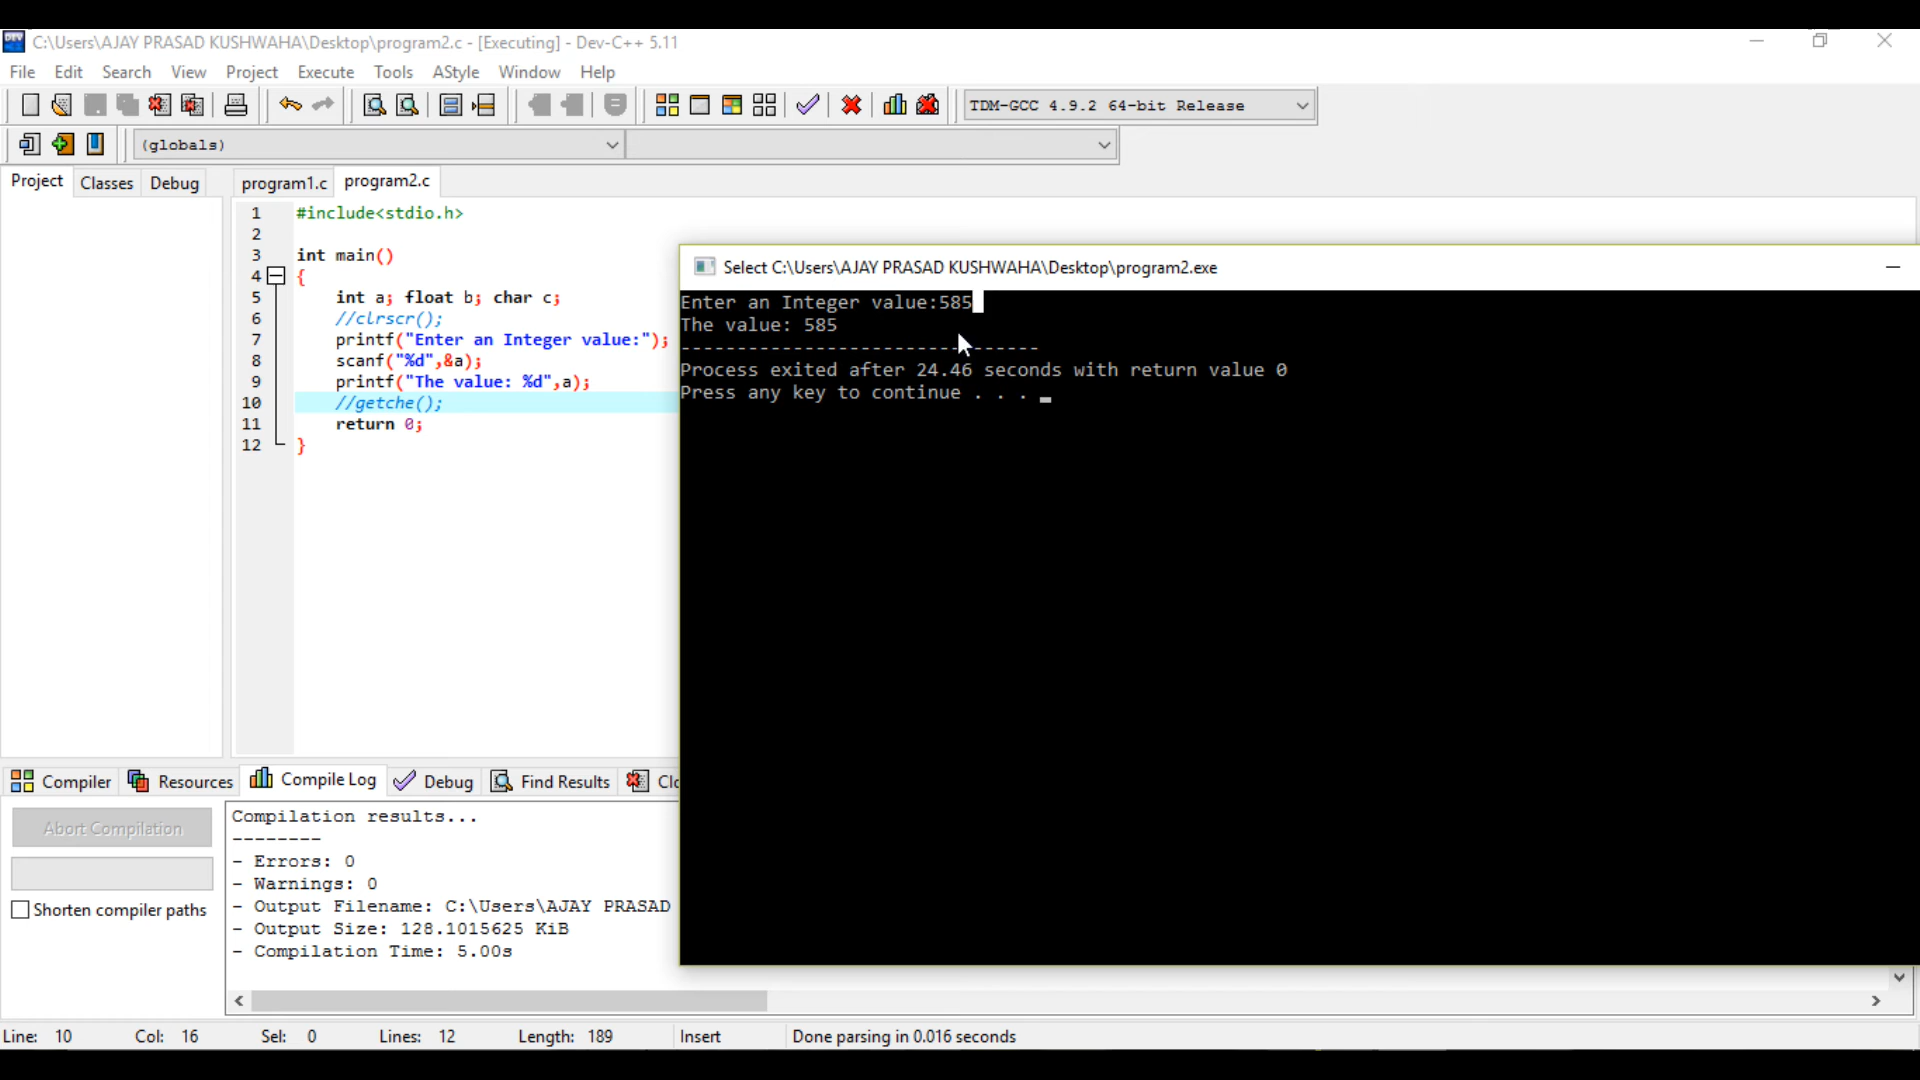 C:\Users\AJAY PRASAD KUSHWAHA\Desktop\program2.c - [Executing] - Dev-C++ 5.11
File Edit Search View Project Execute Tools AStyle Window Help
TDM-GCC 4.9.2 64-bit Release
(globals)
Project Classes Debug program1.c program2.c
1 #include<stdio.h>
2
3 int main()
4 {
5 int a; float b; char c;
6 //clrscr();
7 printf("Enter an Integer value:");
8 scanf("%d",&a);
9 printf("The value: %d",a);
10 //getche();
11 return 0;
12 }
Select C:\Users\AJAY PRASAD KUSHWAHA\Desktop\program2.exe
Enter an Integer value:585
The value: 585
--------------------------------
Process exited after 24.46 seconds with return value 0
Press any key to continue . . . _
Compiler Resources Compile Log Debug Find Results
Abort Compilation
Shorten compiler paths
Compilation results...
--------
- Errors: 0
- Warnings: 0
- Output Filename: C:\Users\AJAY PRASAD
- Output Size: 128.1015625 KiB
- Compilation Time: 5.00s
Line: 10 Col: 16 Sel: 0 Lines: 12 Length: 189 Insert Done parsing in 0.016 seconds